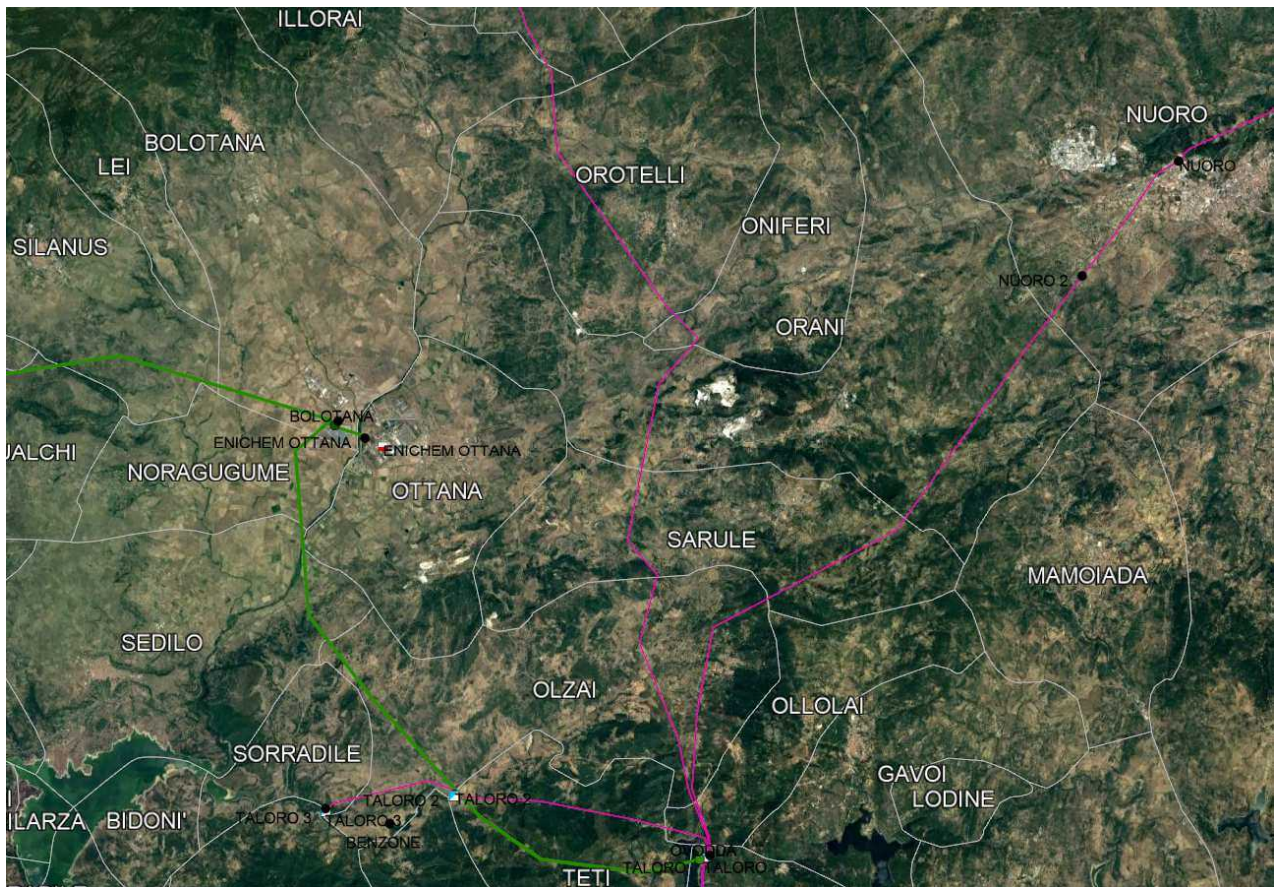 ILLORAI
NUORO
BOLOTANA
LEI
NUORO
OROTELLI
ONIFERI
SILANUS
NUORO 2
ORANI
BOLOTANA
ENICHEM OTTANA
ENICHEM OTTANA
UALCHI
NORAGUGUME
OTTANA
SARULE
MAMOIADA
SEDILO
OLZAI
OLLOLAI
SORRADILE
GAVOI
LODINE
TALORO 2
TALORO 2
I
ILARZA
BIDONI'
TALORO 3
TALORO 3
BENZONE
TALORO
TALORO
TETI